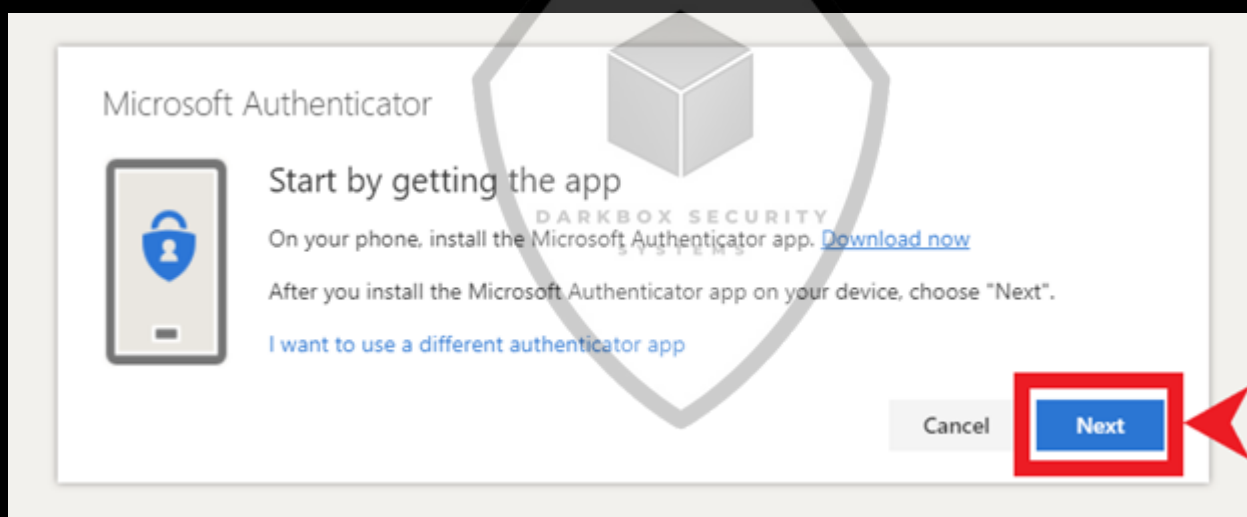 Microsoft Authenticator
Start by getting the app
DARKBOX SECURITY
On your phone, install the Microsoft Authenticator app. Download now
SYSTEMS
After you install the Microsoft Authenticator app on your device, choose "Next".
I want to use a different authenticator app
Cancel
Next